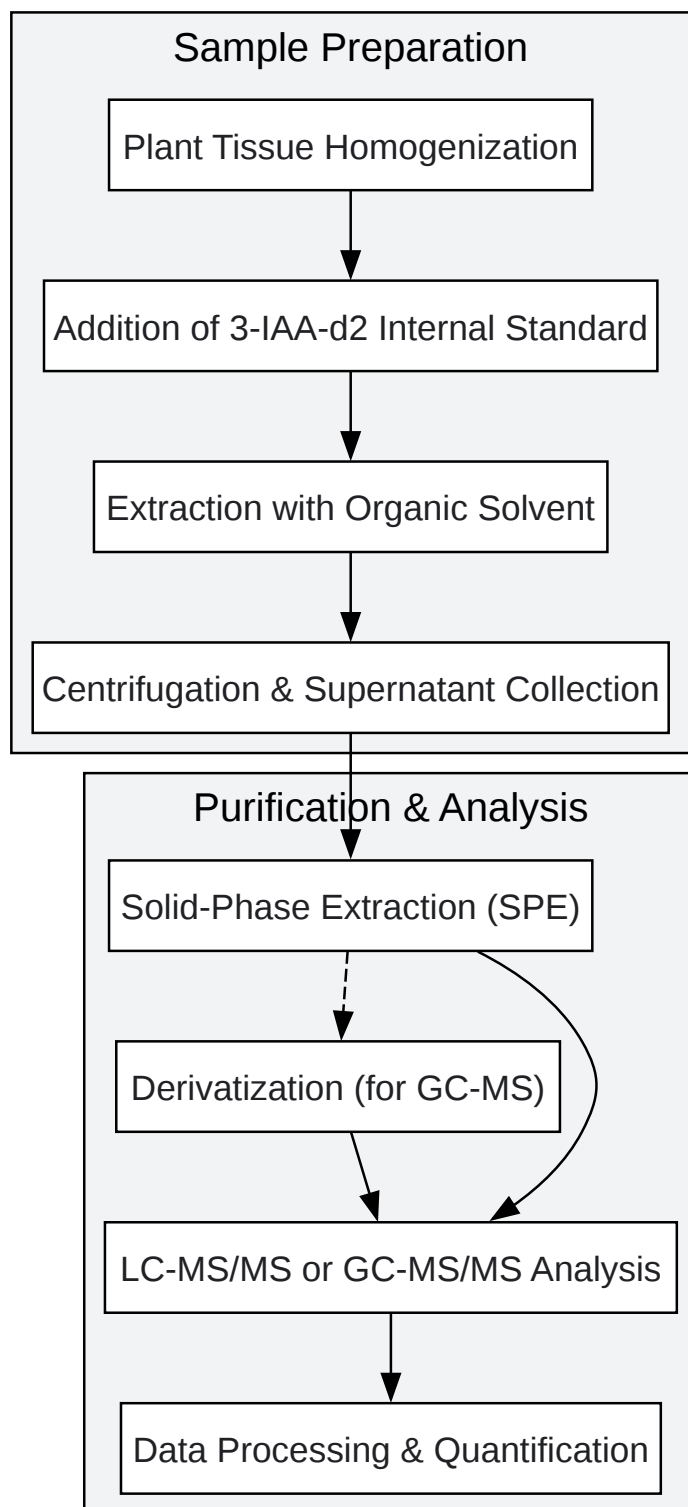 Sample Preparation
Plant Tissue Homogenization
Addition of 3-IAA-d2 Internal Standard
Extraction with Organic Solvent
Centrifugation & Supernatant Collection
Purification & Analysis
Solid-Phase Extraction (SPE)
Derivatization (for GC-MS)
LC-MS/MS or GC-MS/MS Analysis
Data Processing & Quantification